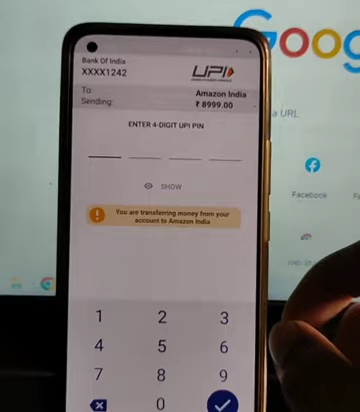 Google
Bank Of India
XXXX1242
UPI
To:
Amazon India
Sending:
₹ 8999.00
a URL
ENTER 4-DIGIT UPI PIN
SHOW
Facebook
You are transferring money from your
account to Amazon India
1 2 3
4 5 6
7 8 9
0